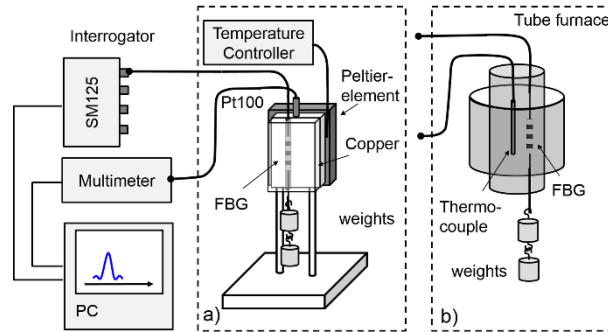 Interrogator
SM125
Multimeter
PC
Temperature
Controller
Pt100
Peltier-
element
Copper
FBG
weights
a)
Tube furnace
FBG
Thermo-
couple
weights
b)